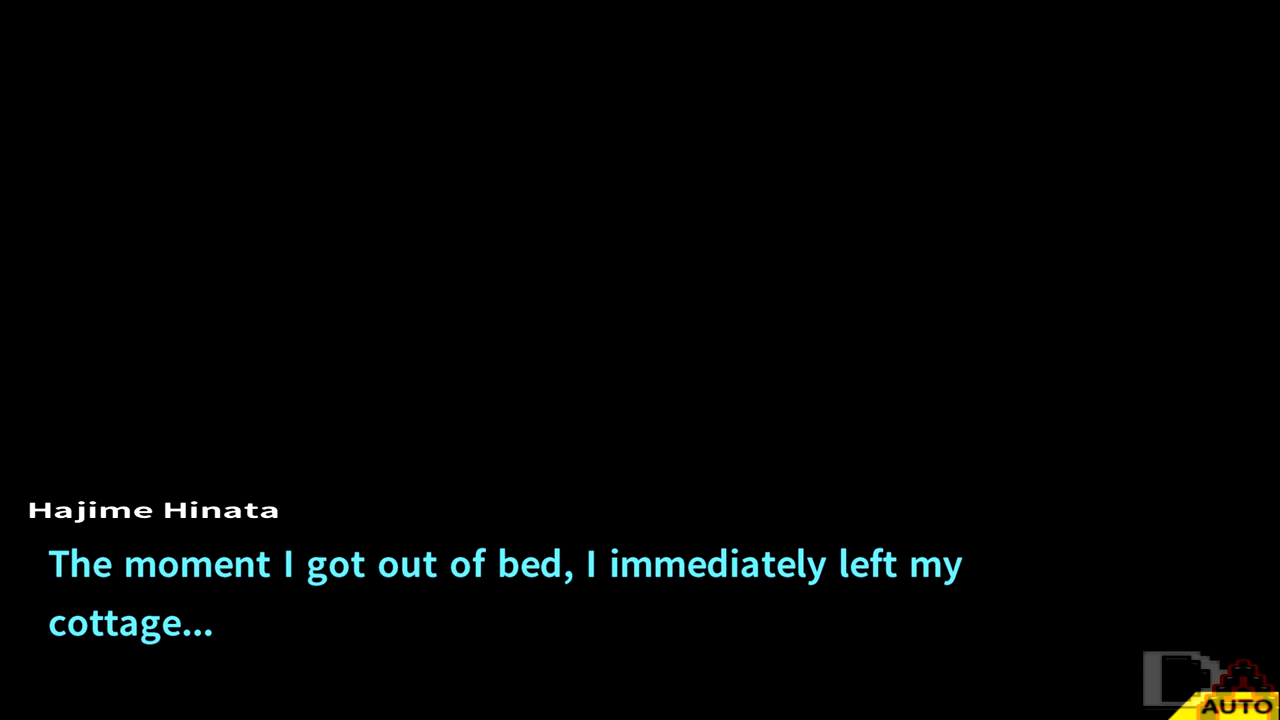 Hajime Hinata
The moment I got out of bed, I immediately left my
cottage...
AUTO